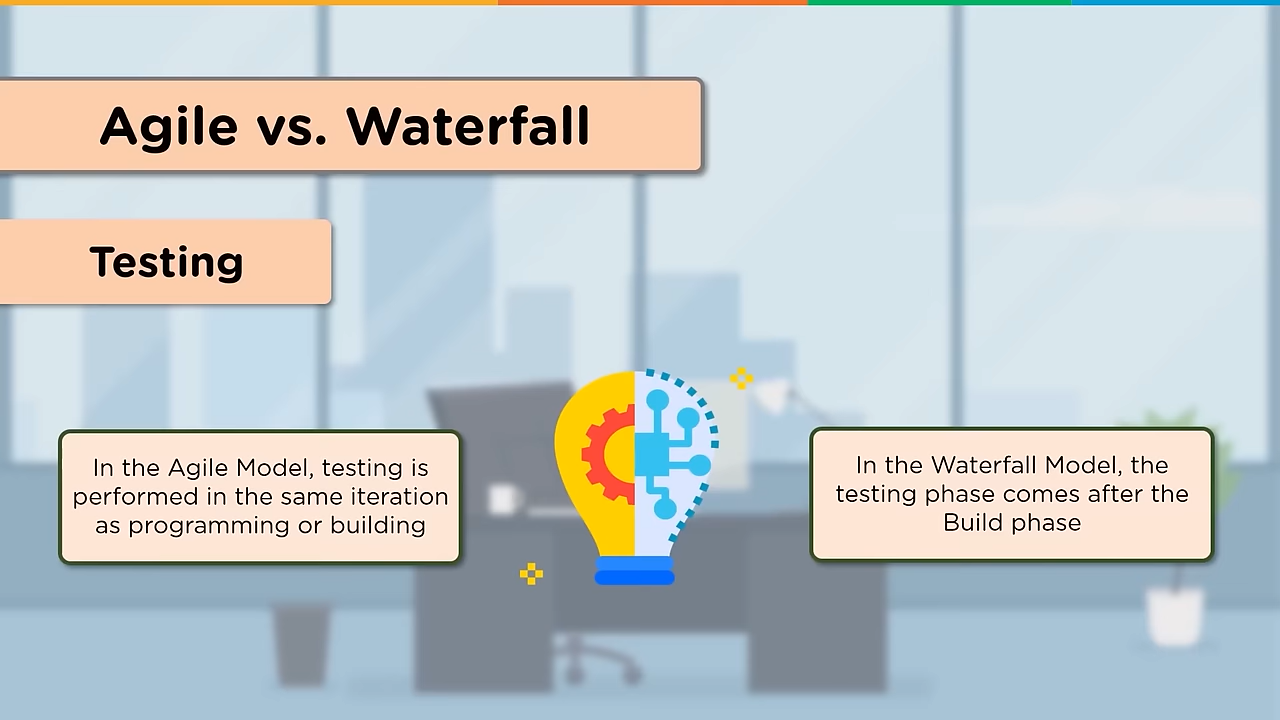 Agile vs. Waterfall
Testing
In the Agile Model, testing is
performed in the same iteration
as programming or building
In the Waterfall Model, the
testing phase comes after the
Build phase